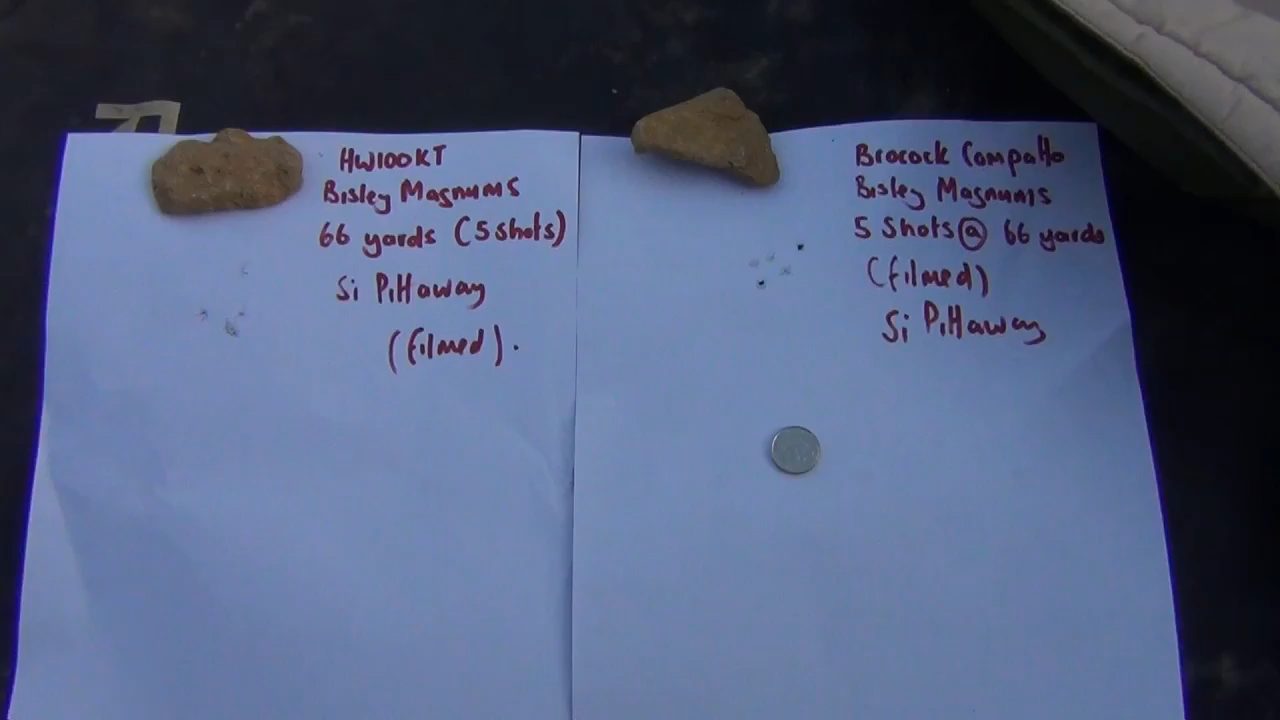 HW100KT
Bisley Magnums
66 yards (5 shots)
Si Pittaway
(filmed).
Brocock Compatto
Bisley Magnums
5 Shots @ 66 yards
(filmed)
Si Pittaway